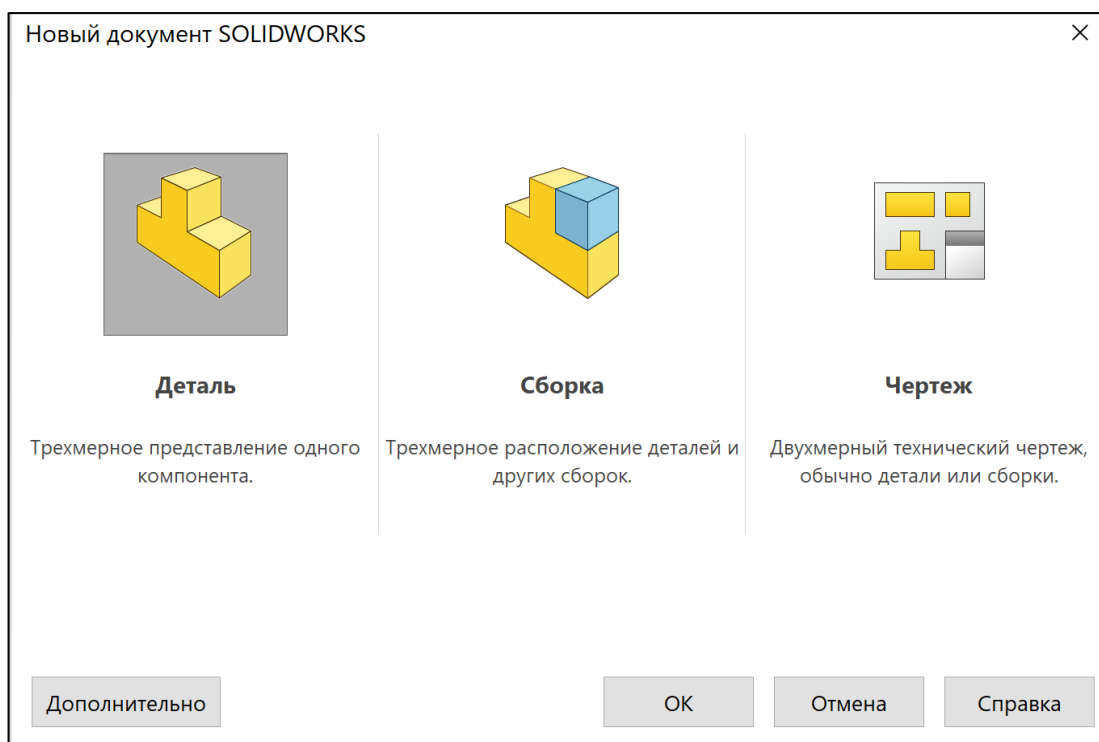 Новый документ SOLIDWORKS
Деталь
Трехмерное представление одного
компонента.
Сборка
Трехмерное расположение деталей и
других сборок.
Чертеж
Двухмерный технический чертеж,
обычно детали или сборки.
Дополнительно
ОК
Отмена
Справка